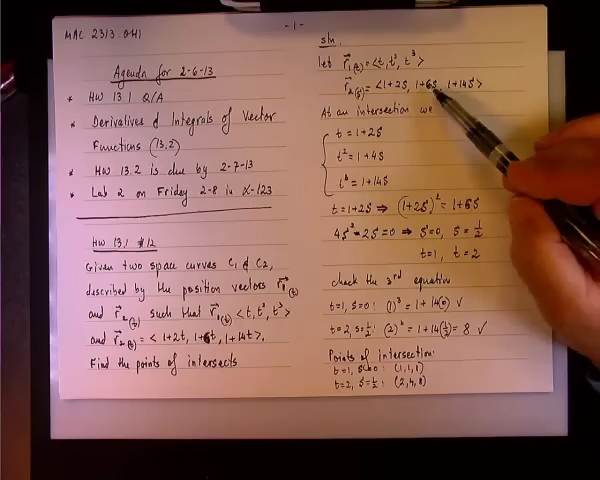 MAC 2313.0H1
- 1 -
Agenda for 2-6-13
* HW 13.1 Q/A
* Derivatives & Integrals of Vector
Functions (13.2)
* HW 13.2 is due by 2-7-13
* Lab 2 on Friday 2-8 in X-123
HW 13.1 #12
Given two space curves C1 & C2,
described by the position vectors r⃗1(t)
and r⃗2(t) such that r⃗1(t) <t, t², t³>
and r⃗2(t) = <1+2t, 1+6t, 1+14t>.
Find the points of intersects
Sln.
let r⃗1(t) = <t, t², t³>
r⃗2(s) = <1+2s, 1+6s, 1+14s>
At an intersection we
t = 1+2s
t² = 1+4s
t³ = 1+14s
t = 1+2s ⇒ (1+2s)² = 1+6s
4s² - 2s = 0 ⇒ s=0, s = 1/2
t=1, t=2
check the 3rd equation
t=1, s=0: (1)³ = 1+14(0) ✓
t=2, s=1/2: (2)³ = 1+14(1/2) = 8 ✓
Points of intersection:
t=1, s=0: (1,1,1)
t=2, s=1/2: (2,4,8)